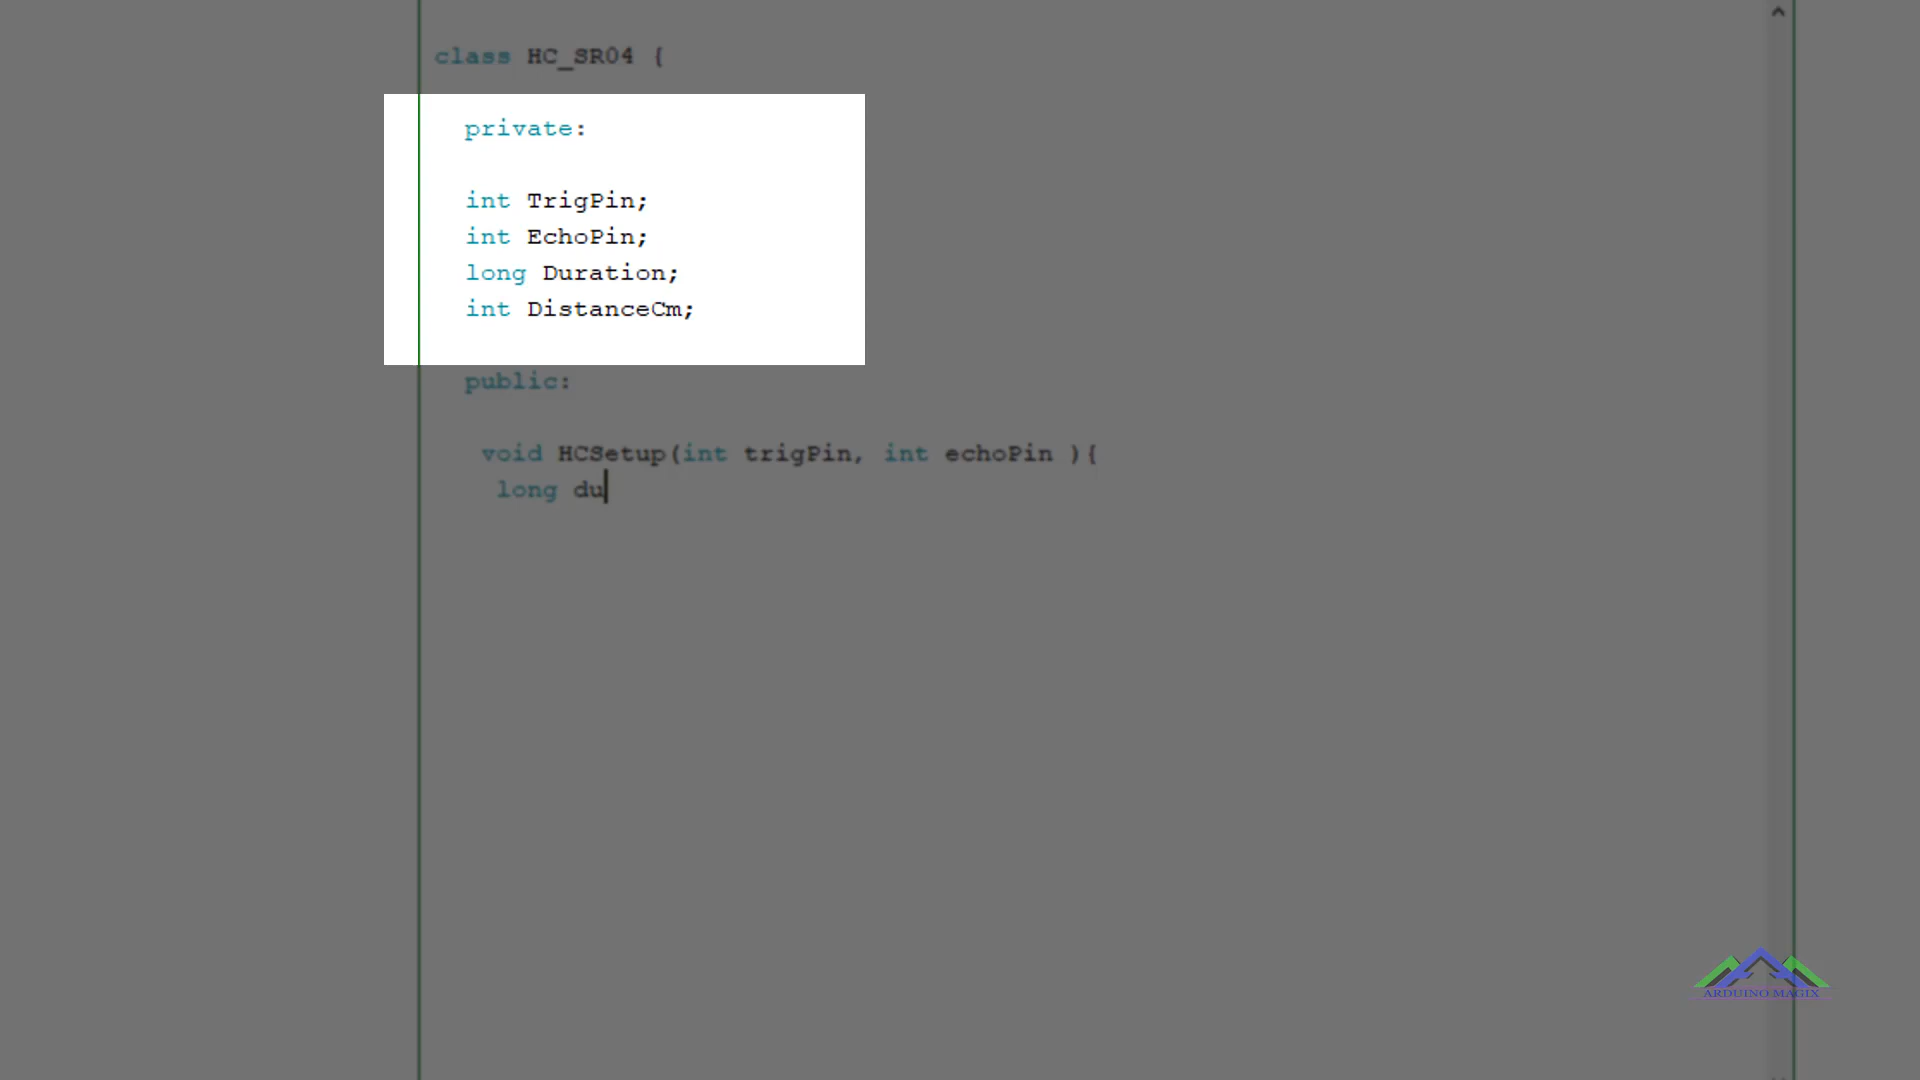 class HC_SR04 {
private:
int TrigPin;
int EchoPin;
long Duration;
int DistanceCm;
public:
void HCSetup(int trigPin, int echoPin ){
long du
ARDUINO MAGIX